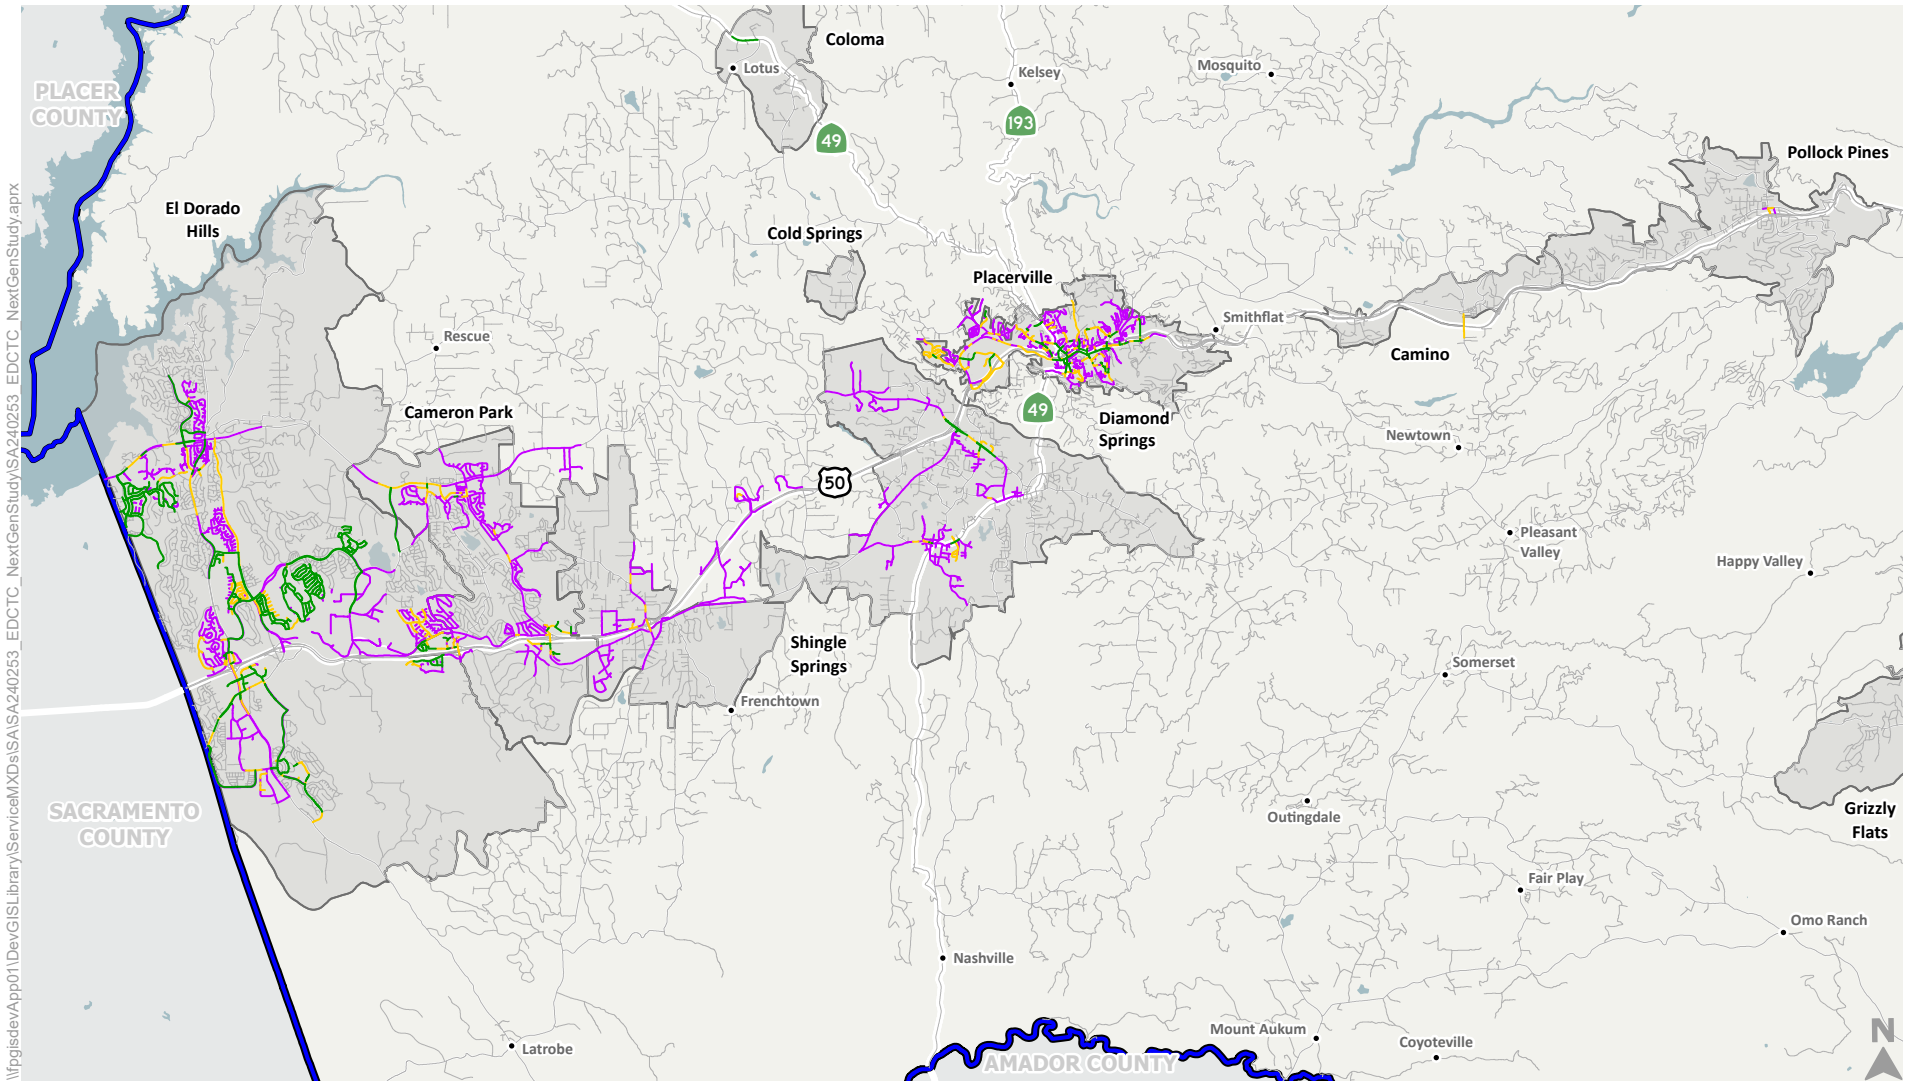 Coloma
Lotus
Kelsey
Mosquito
PLACER
COUNTY
193
49
Pollock Pines
El Dorado
Hills
Cold Springs
Placerville
Smithflat
Rescue
Camino
Cameron Park
49
Diamond
Springs
Newtown
50
Pleasant
Valley
Happy Valley
Shingle
Springs
Somerset
Frenchtown
SACRAMENTO
COUNTY
Outingdale
Grizzly
Flats
Fair Play
Omo Ranch
Nashville
Latrobe
Mount Aukum
Coyoteville
AMADOR COUNTY
N
\\fpgisdevApp01\DevGISLibrary\ServiceMXDs\SA\SA240253_EDCTC_NextGenStudy\SA240253_EDCTC_NextGenStudy.aprx